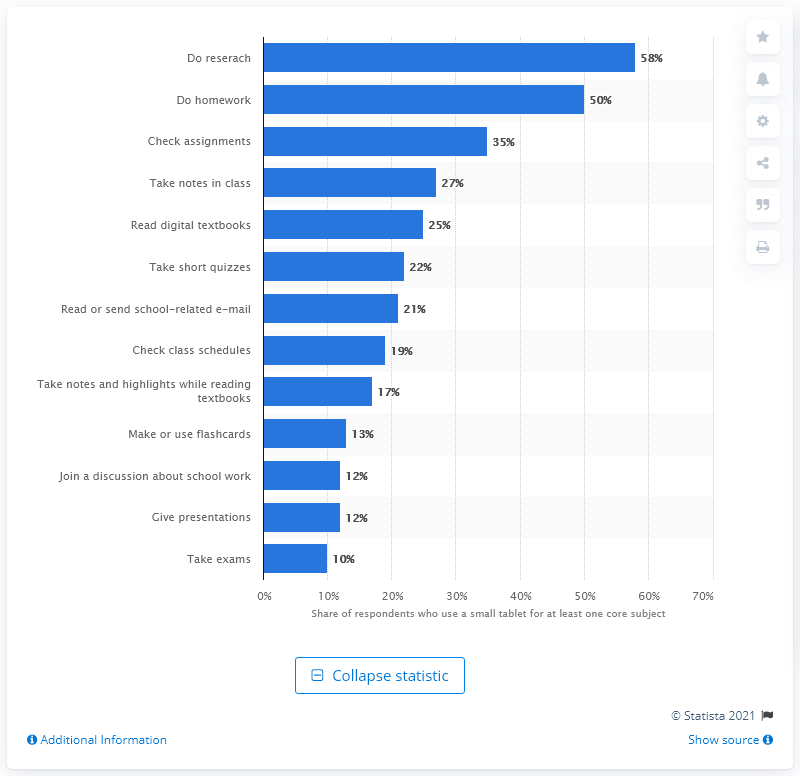 Do reserach
58%
Do homework
50%
Check assignments
35%
Take notes in class
27%
Read digital textbooks
25%
Take short quizzes
22%
Read or send school-related e-mail
21%
Check class schedules
19%
Take notes and highlights while reading
textbooks
17%
Make or use flashcards
13%
Join a discussion about school work
12%
Give presentations
12%
Take exams
10%
0% 10% 20% 30% 40% 50% 60% 70%
Share of respondents who use a small tablet for at least one core subject
Collapse statistic
© Statista 2021
Additional Information
Show source